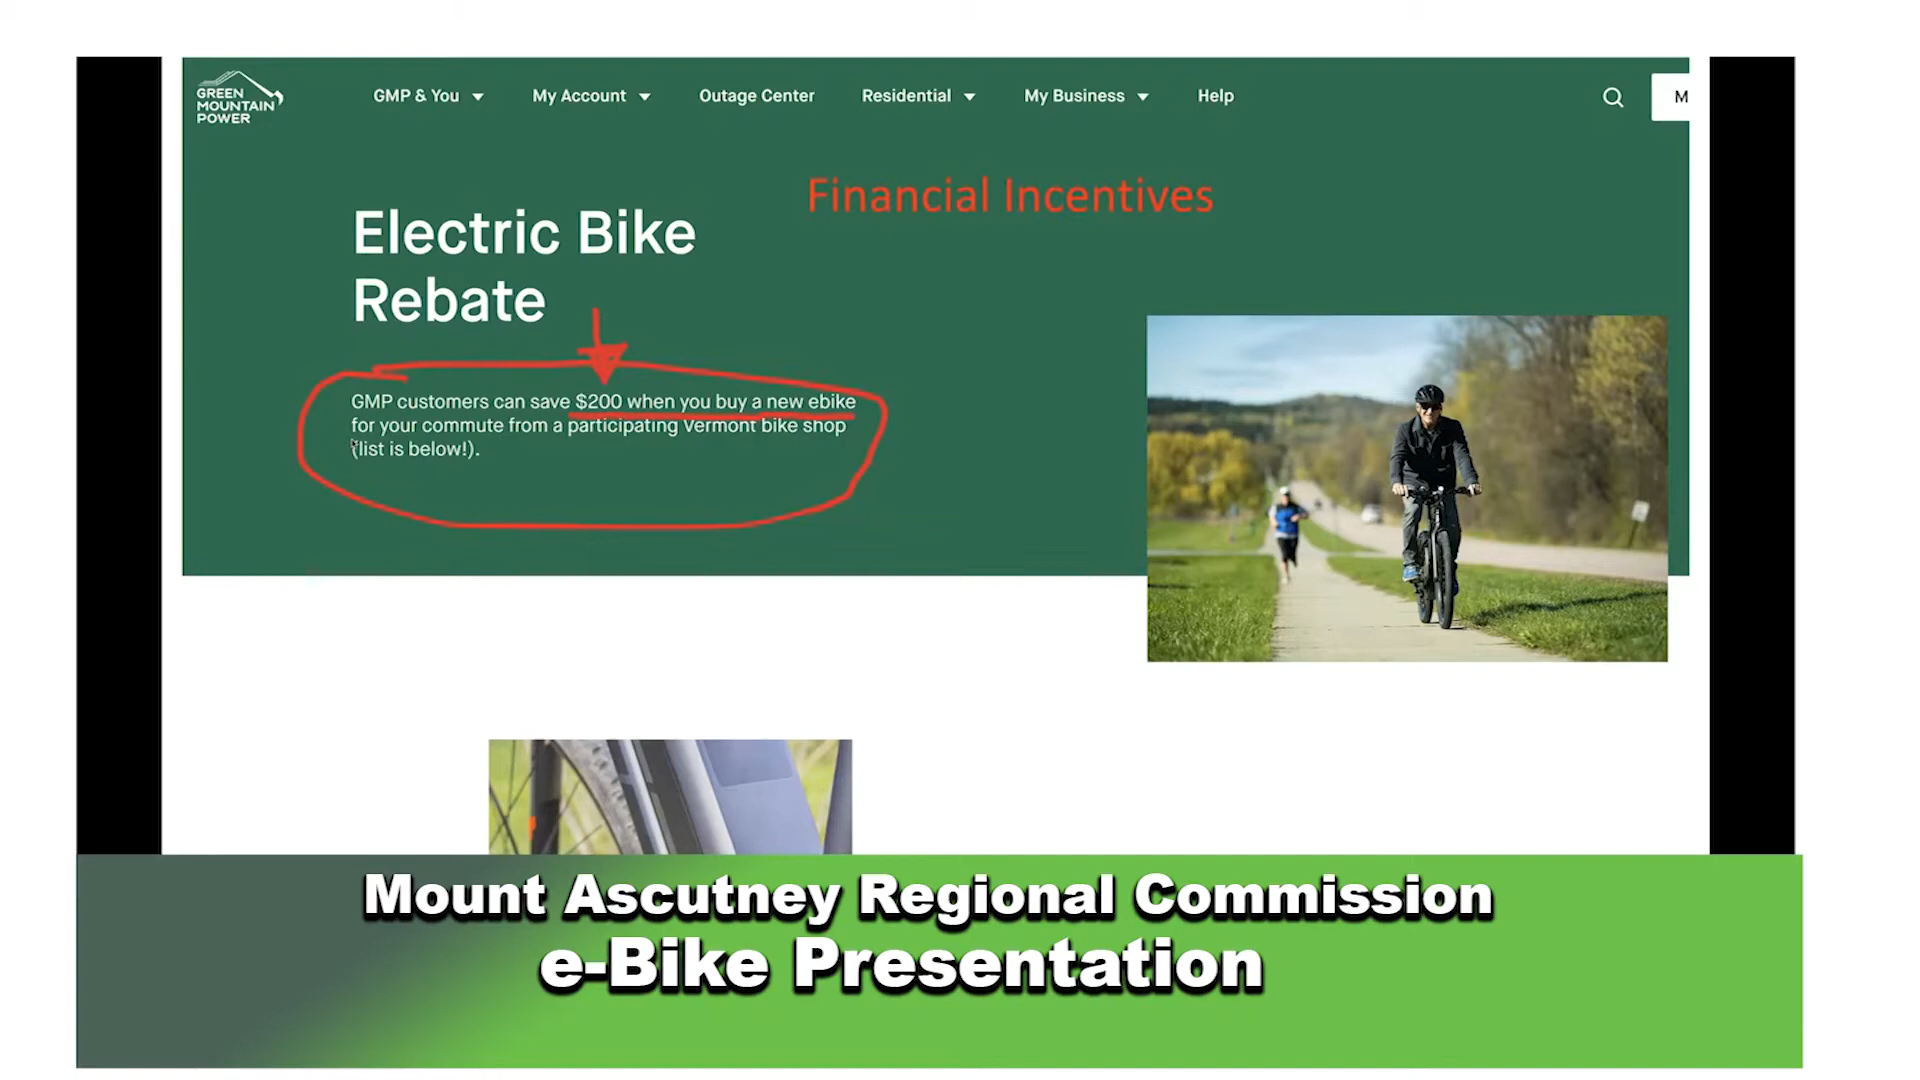 GREEN
MOUNTAIN
POWER
GMP & You My Account Outage Center Residential My Business Help M
Financial Incentives
Electric Bike
Rebate
GMP customers can save $200 when you buy a new ebike
for your commute from a participating Vermont bike shop
(list is below!).
Mount Ascutney Regional Commission
e-Bike Presentation